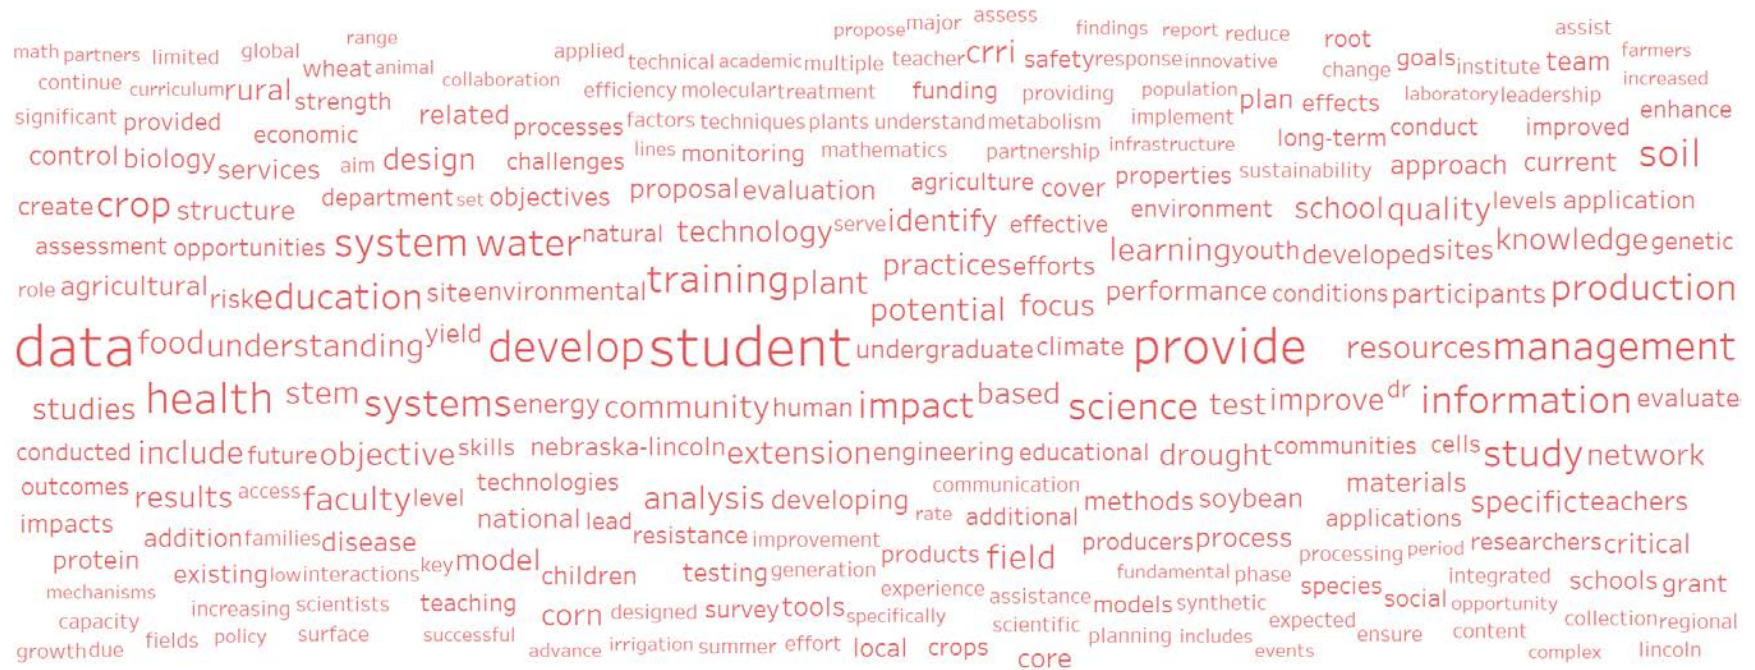 propose major assess findings report reduce root assist
math partners limited global range applied technical academic multiple teacher crri safety response innovative change goals institute team farmers
continue curriculum rural wheat animal strength collaboration efficiency molecular treatment funding providing population plan effects laboratory leadership increased enhance
significant provided economic related processes factors techniques plants understand metabolism implement infrastructure long-term conduct improved
control biology services aim design challenges lines monitoring mathematics partnership properties sustainability approach current soil
create crop structure department set objectives proposal evaluation agriculture cover environment school quality levels application
assessment opportunities system water natural technology serve identify effective learning youth developed sites knowledge genetic
role agricultural risk education site environmental training plant practices efforts performance conditions participants production
potential focus
data food understanding yield develop student undergraduate climate provide resources management
studies health stem systems energy community human impact based science test improve dr information evaluate
conducted include future objective skills nebraska-lincoln extension engineering educational drought communities cells study network
outcomes results access faculty level technologies analysis developing communication methods soybean materials specific teachers
impacts addition families disease national lead resistance improvement rate additional applications
protein existing low interactions key model children testing generation products field producers process processing period researchers critical
mechanisms increasing scientists teaching corn designed survey tools specifically experience assistance models synthetic fundamental phase species social integrated opportunity schools grant
capacity fields policy surface successful scientific planning includes expected ensure content collection regional
growth due advance irrigation summer effort local crops core events complex lincoln